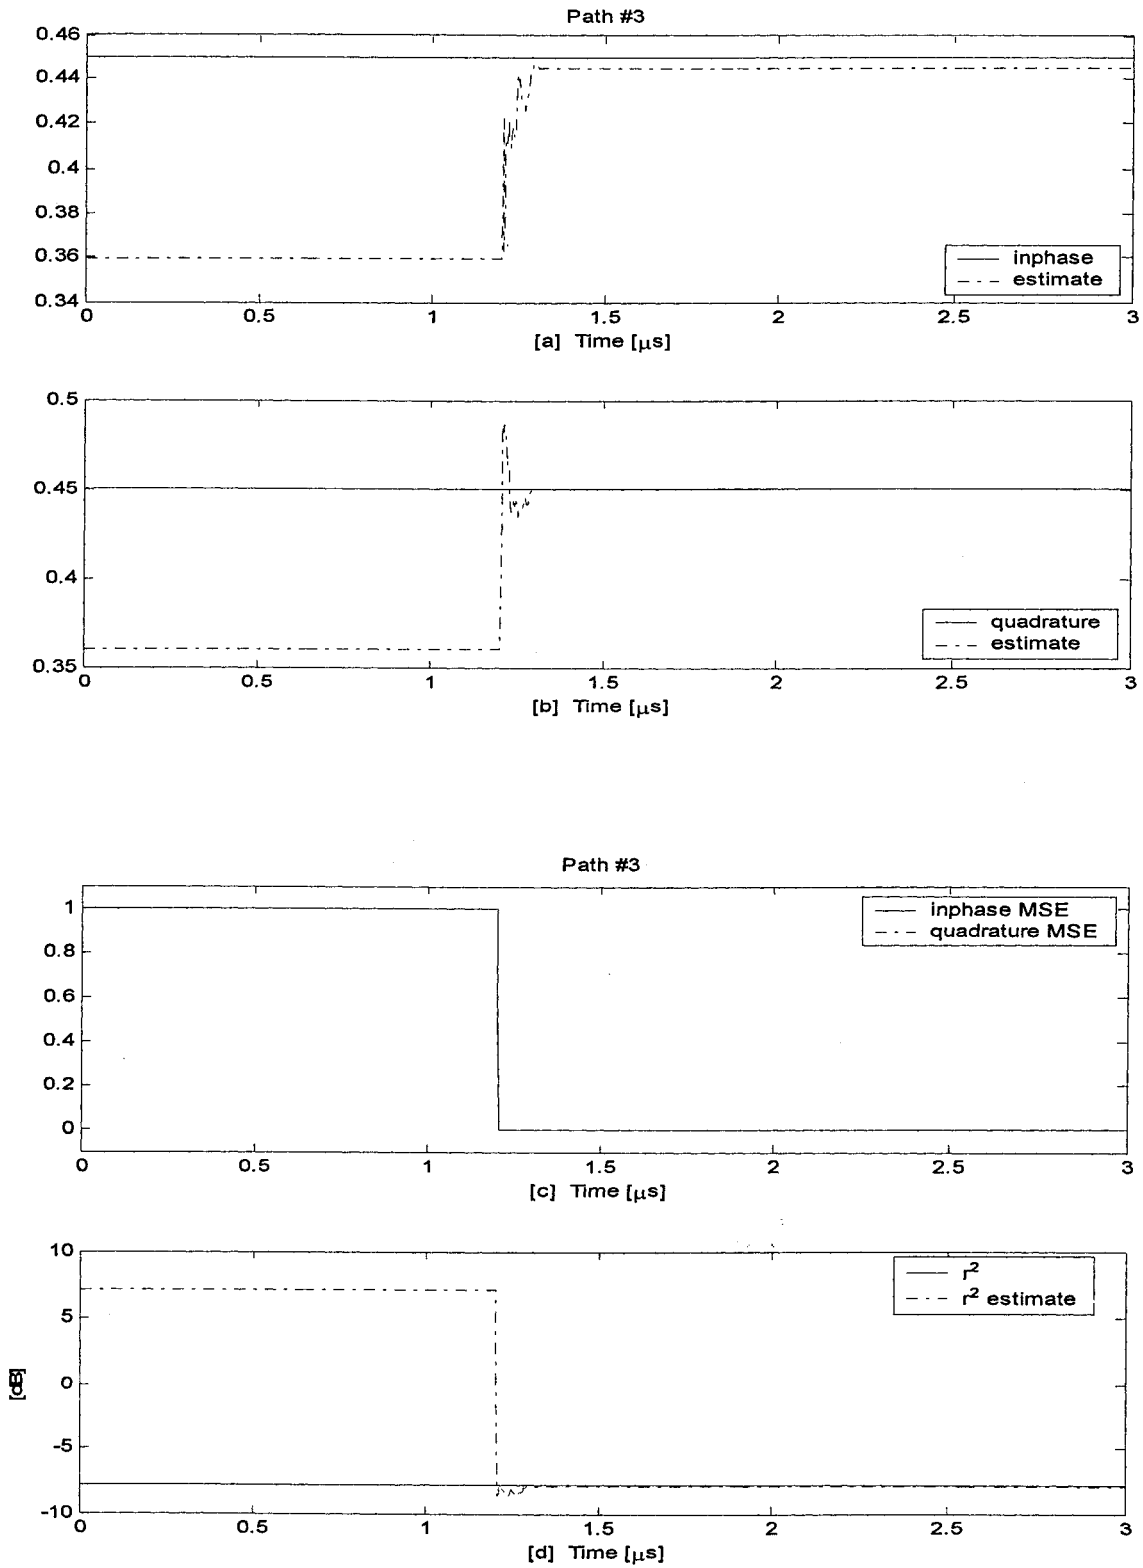 Path #3
0.46
0.44
0.42
0.4
0.38
0.36
0.34
inphase
estimate
0 0.5 1 1.5 2 2.5 3
[a] Time [μs]
0.5
0.45
0.4
0.35
quadrature
estimate
0 0.5 1 1.5 2 2.5 3
[b] Time [μs]
Path #3
1
0.8
0.6
0.4
0.2
0
inphase MSE
quadrature MSE
0 0.5 1 1.5 2 2.5 3
[c] Time [μs]
10
5
0
-5
-10
[dB]
r²
r² estimate
0 0.5 1 1.5 2 2.5 3
[d] Time [μs]